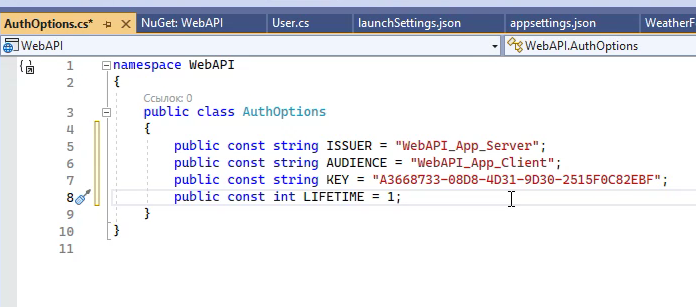 AuthOptions.cs*
NuGet: WebAPI
User.cs
launchSettings.json
appsettings.json
WeatherF
WebAPI
WebAPI.AuthOptions
1 namespace WebAPI
2 {
Ссылок: 0
3 public class AuthOptions
4 {
5 public const string ISSUER = "WebAPI_App_Server";
6 public const string AUDIENCE = "WebAPI_App_Client";
7 public const string KEY = "A3668733-08D8-4D31-9D30-2515F0C82EBF";
8 public const int LIFETIME = 1;
9 }
10 }
11